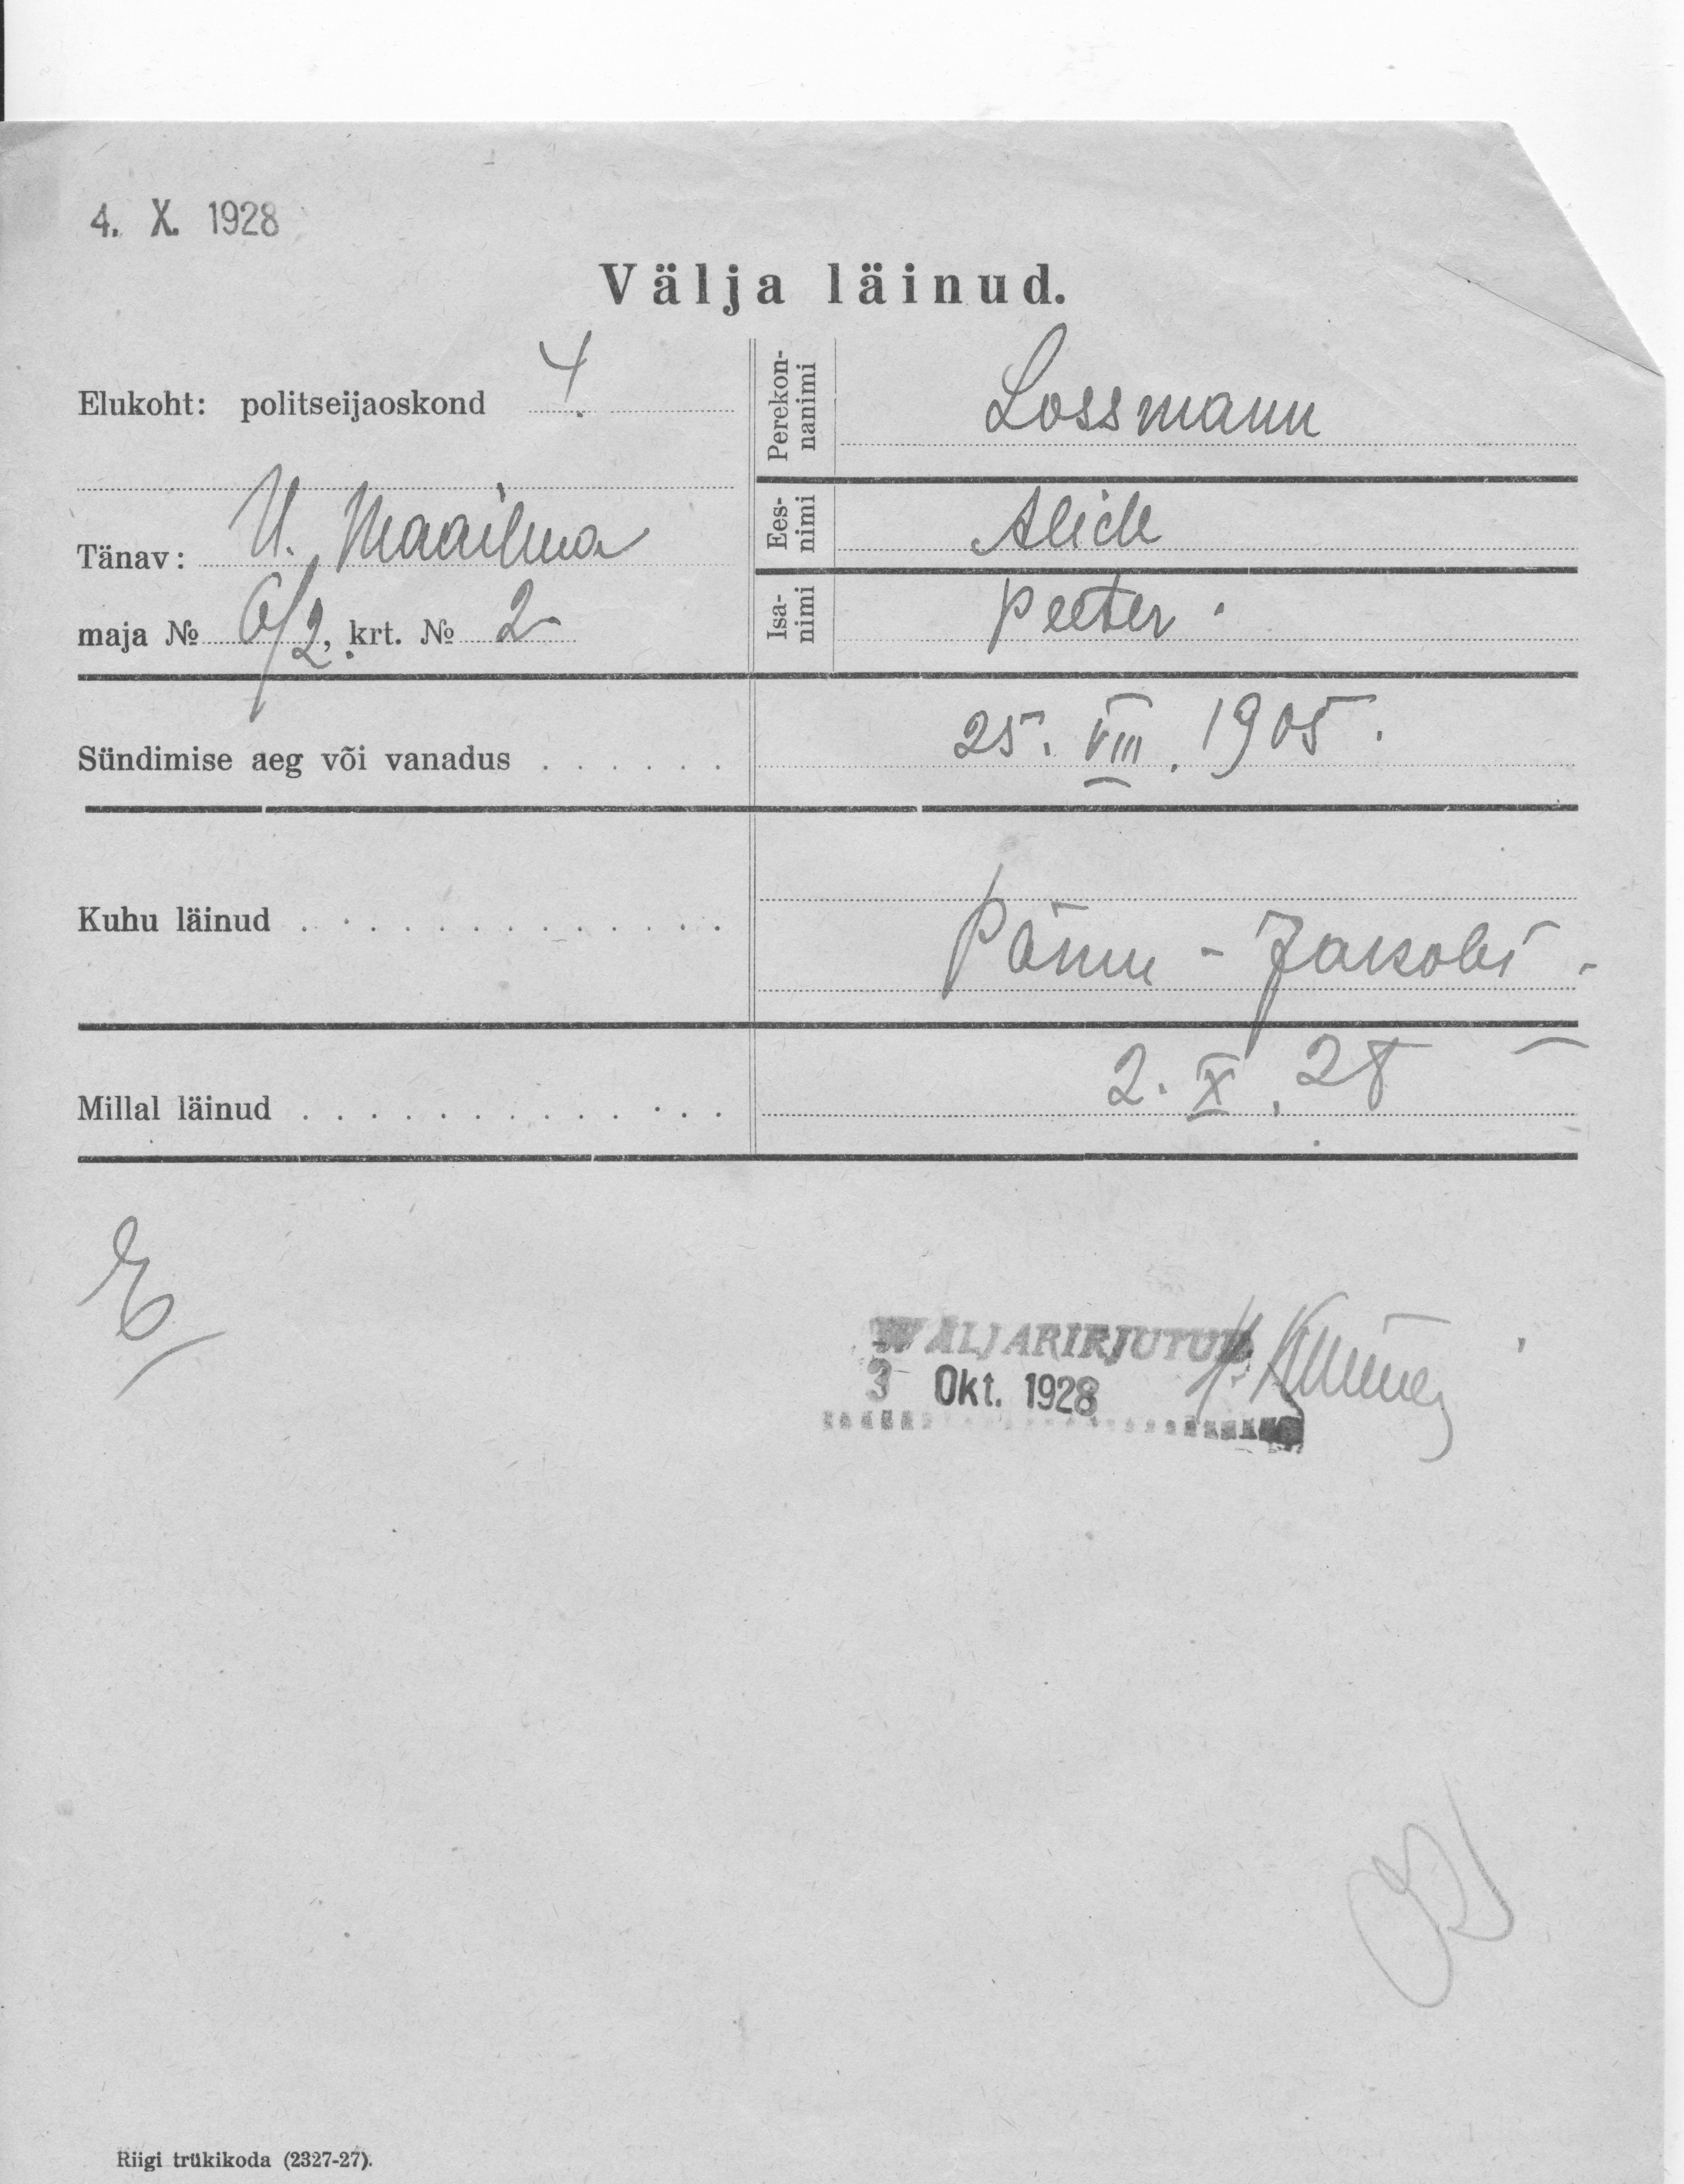 4. X. 1928
Välja läinud.
Elukoht: politseijaoskond 4.
Tänav: U. Maailma
maja № 6/2, krt. № 2
Perekon-
nanimi
Lossmann
Ees-
nimi
Alide
Isa-
nimi
Peeter.
Sündimise aeg või vanadus . . . . . . 25. VIII. 1905.
Kuhu läinud . . . . . . . . . . . . . Pärnu - Jakobi -
Millal läinud . . . . . . . . . . . . . 2. X. 28
WÄLJAKIRJUTUD
3 Okt. 1928
Riigi trükikoda (2327-27).